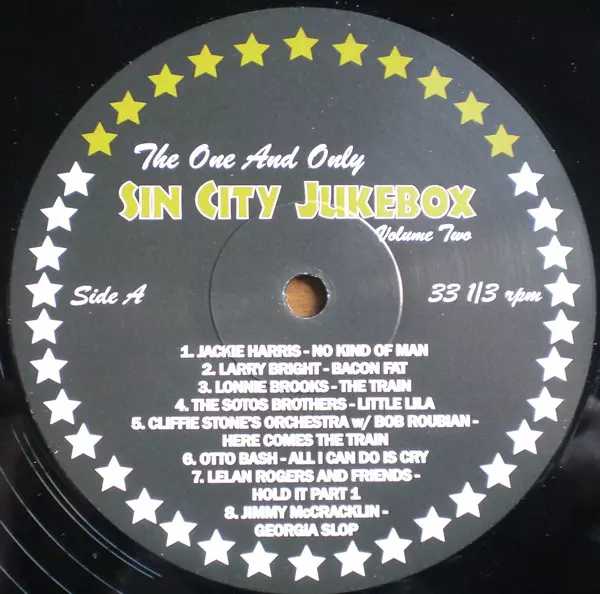 The One And Only
SIN CITY JUKEBOX
Volume Two
Side A
33 1/3 rpm
1. JACKIE HARRIS - NO KIND OF MAN
2. LARRY BRIGHT - BACON FAT
3. LONNIE BROOKS - THE TRAIN
4. THE SOTOS BROTHERS - LITTLE LILA
5. CLIFFIE STONE'S ORCHESTRA w/ BOB ROUBIAN -
HERE COMES THE TRAIN
6. OTTO BASH - ALL I CAN DO IS CRY
7. LELAN ROGERS AND FRIENDS -
HOLD IT PART 1
8. JIMMY McCRACKLIN -
GEORGIA SLOP